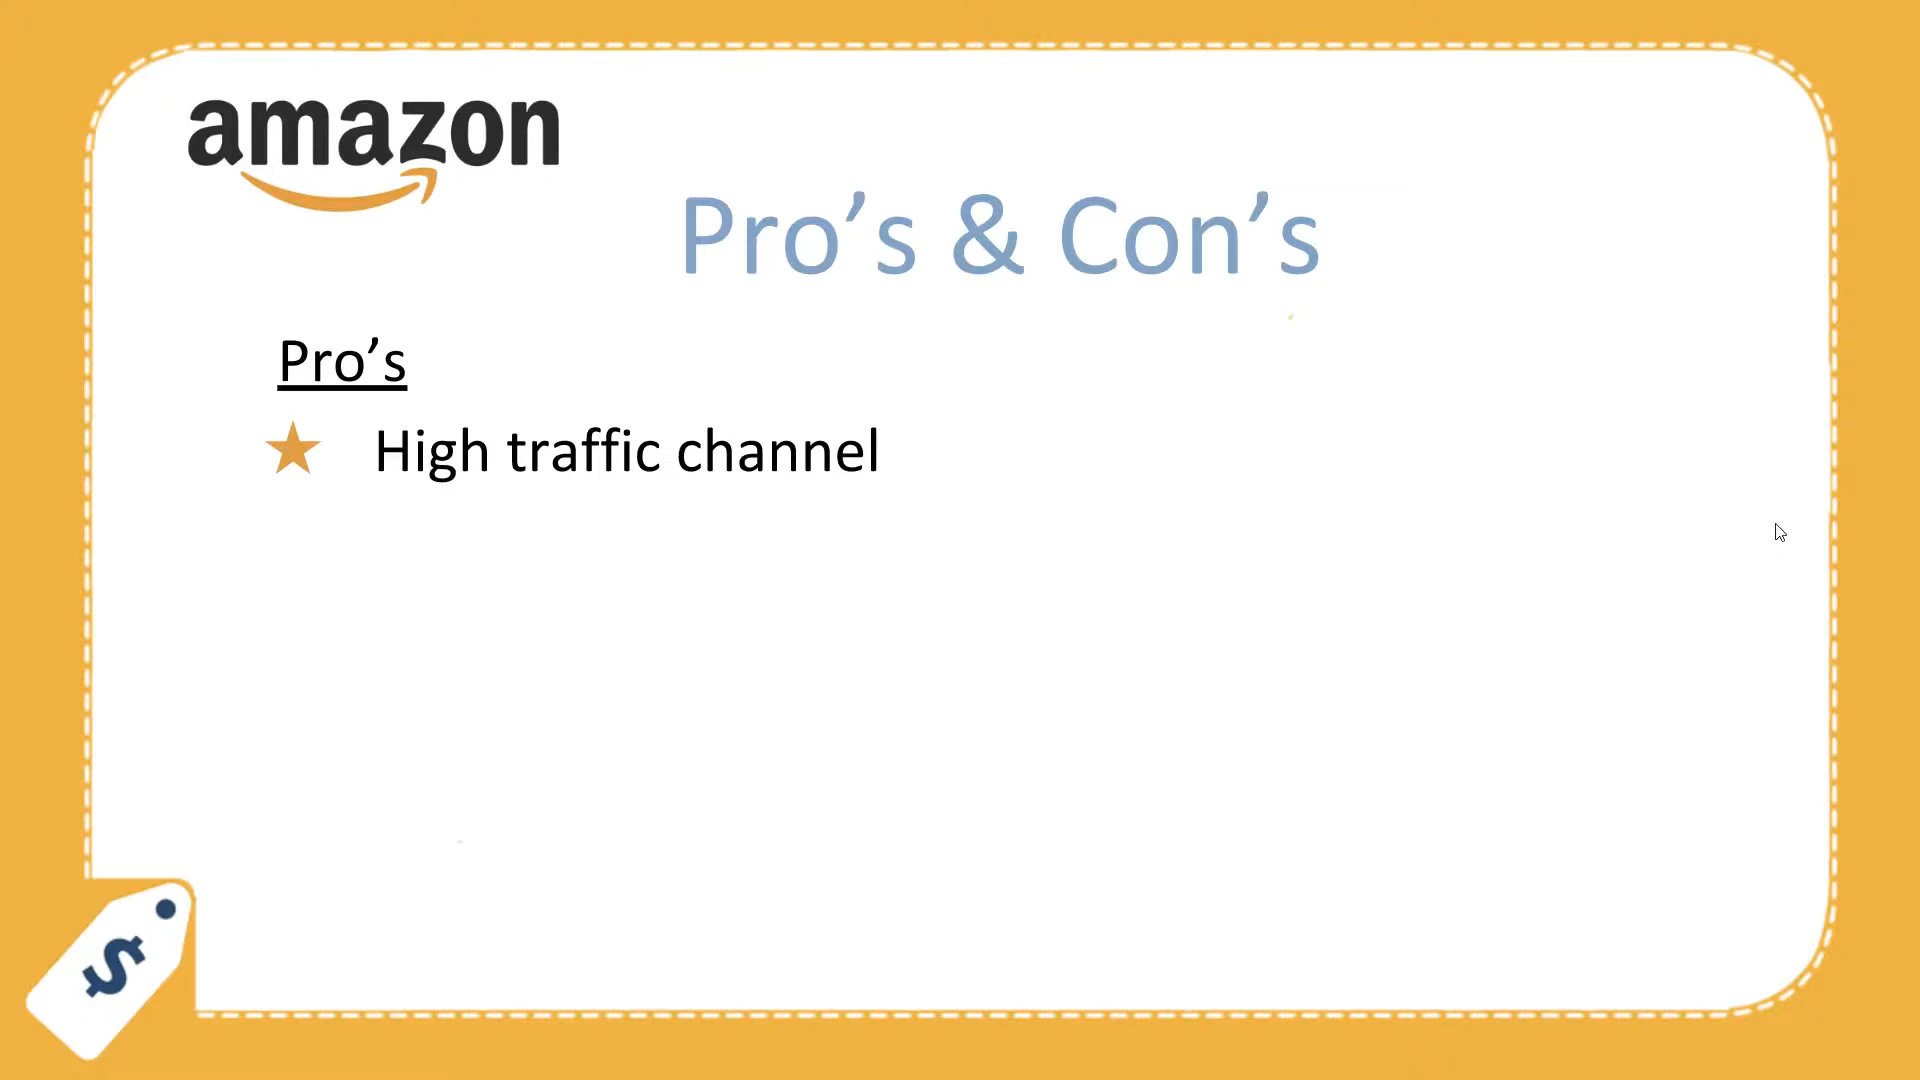 amazon
Pro’s & Con’s
Pro’s
High traffic channel
$